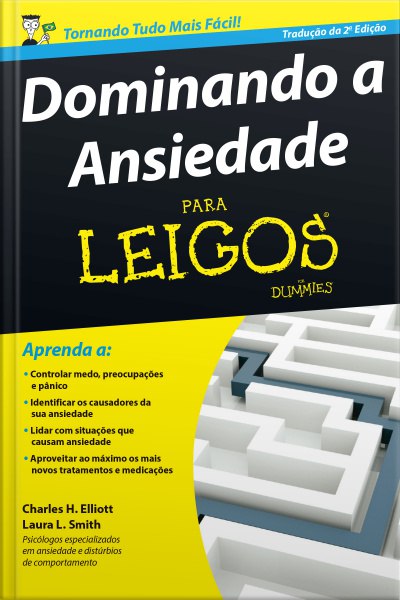 Tornando Tudo Mais Fácil!
Tradução da 2ª Edição
Dominando a
Ansiedade
PARA
LEIGOS®
FOR
DUMMIES
Aprenda a:
• Controlar medo, preocupações
e pânico
• Identificar os causadores da
sua ansiedade
• Lidar com situações que
causam ansiedade
• Aproveitar ao máximo os mais
novos tratamentos e medicações
Charles H. Elliott
Laura L. Smith
Psicólogos especializados
em ansiedade e distúrbios
de comportamento